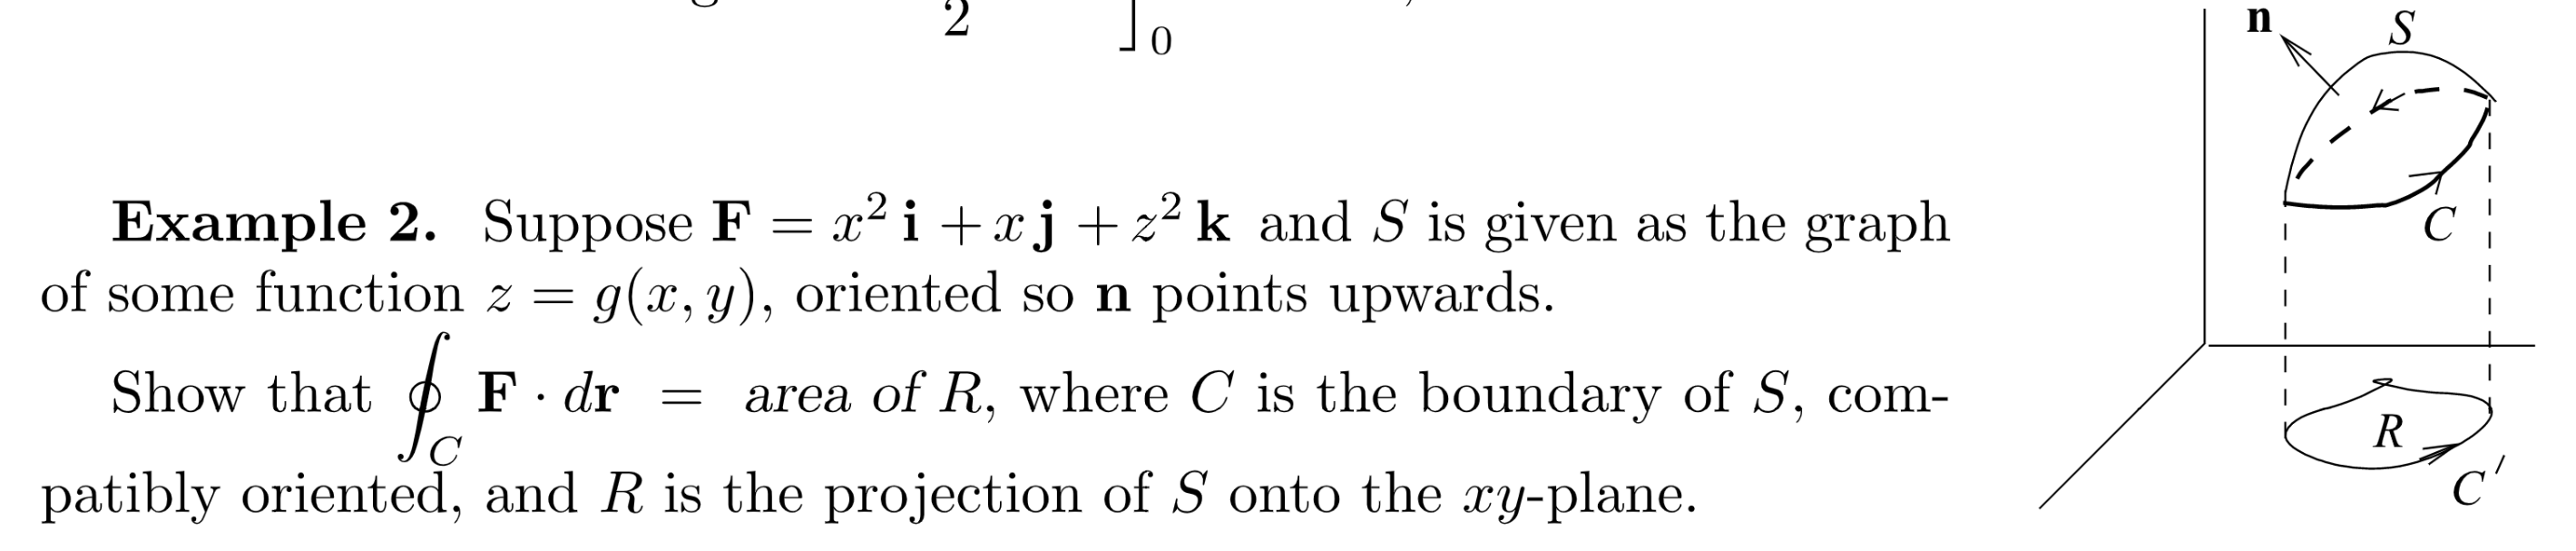 2 ]₀
**Example 2.** Suppose **F** = x² **i** + x **j** + z² **k** and S is given as the graph
of some function z = g(x, y), oriented so **n** points upwards.
Show that ∮_C **F** · d**r** = area of R, where C is the boundary of S, com-
patibly oriented, and R is the projection of S onto the xy-plane.
n
S
C
R
C′